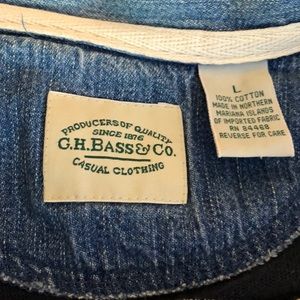 PRODUCERS OF QUALITY
SINCE 1876
G.H. BASS & CO.
CASUAL CLOTHING
L
100% COTTON
MADE IN NORTHERN
MARIANA ISLANDS
OF IMPORTED FABRIC
RN 84468
REVERSE FOR CARE